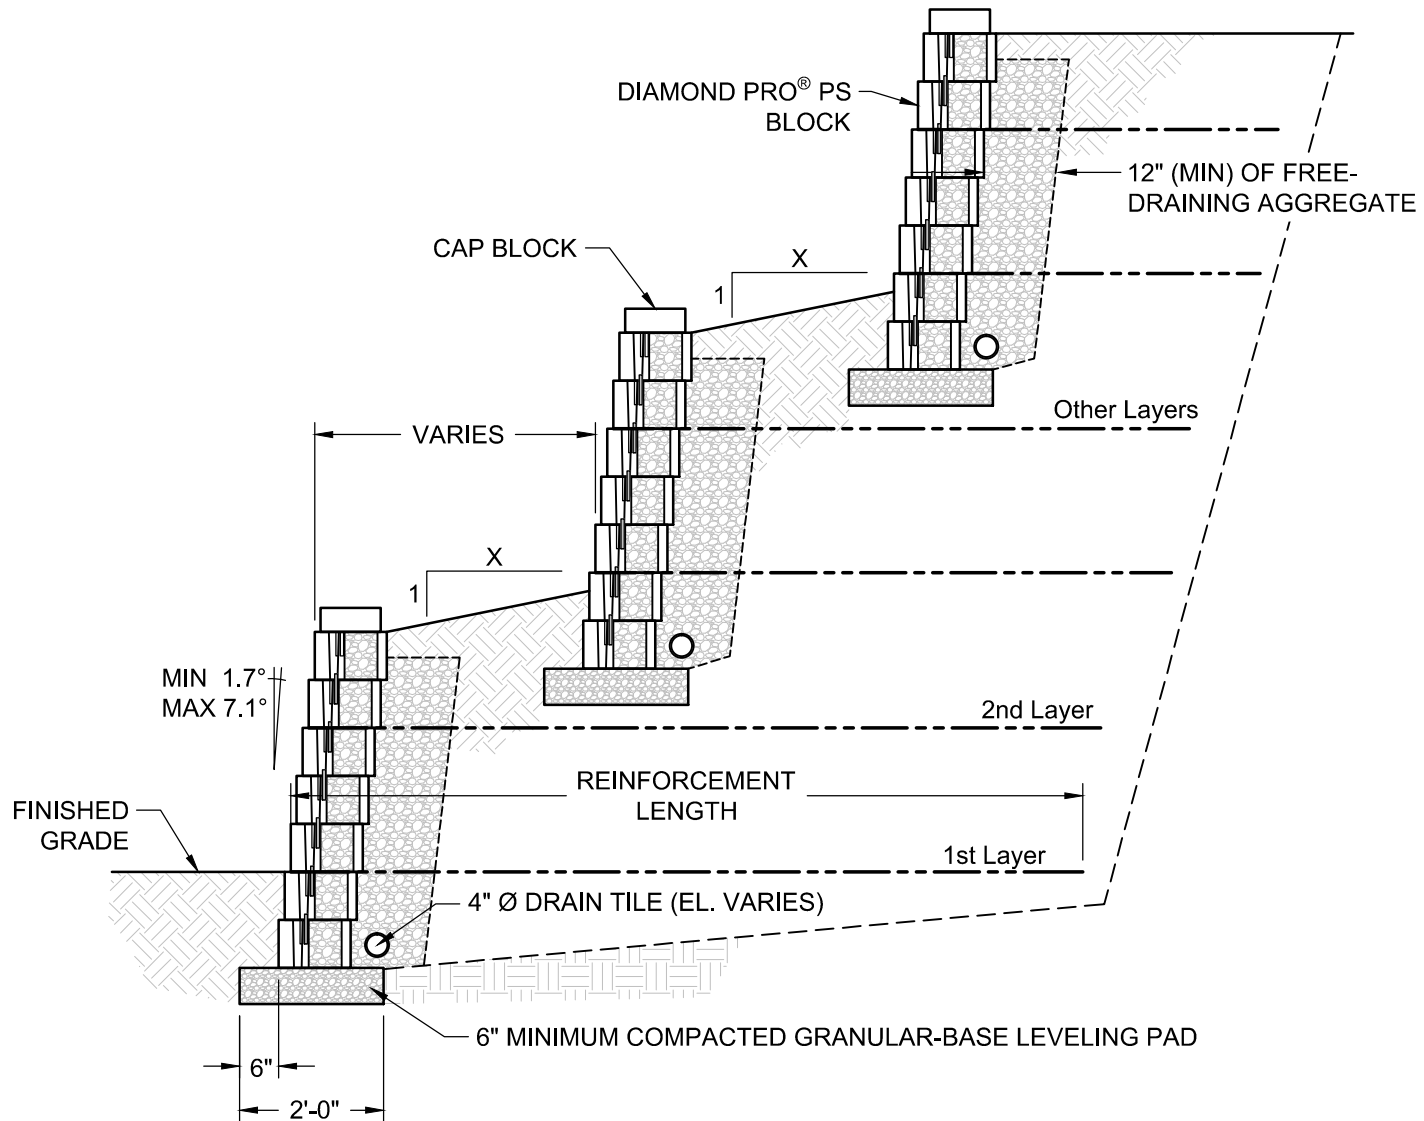 DIAMOND PRO® PS
BLOCK
12" (MIN) OF FREE-
DRAINING AGGREGATE
CAP BLOCK
X
1
Other Layers
VARIES
X
1
MIN 1.7°
MAX 7.1°
2nd Layer
REINFORCEMENT
LENGTH
FINISHED
GRADE
1st Layer
4" Ø DRAIN TILE (EL. VARIES)
6" MINIMUM COMPACTED GRANULAR-BASE LEVELING PAD
6"
2'-0"